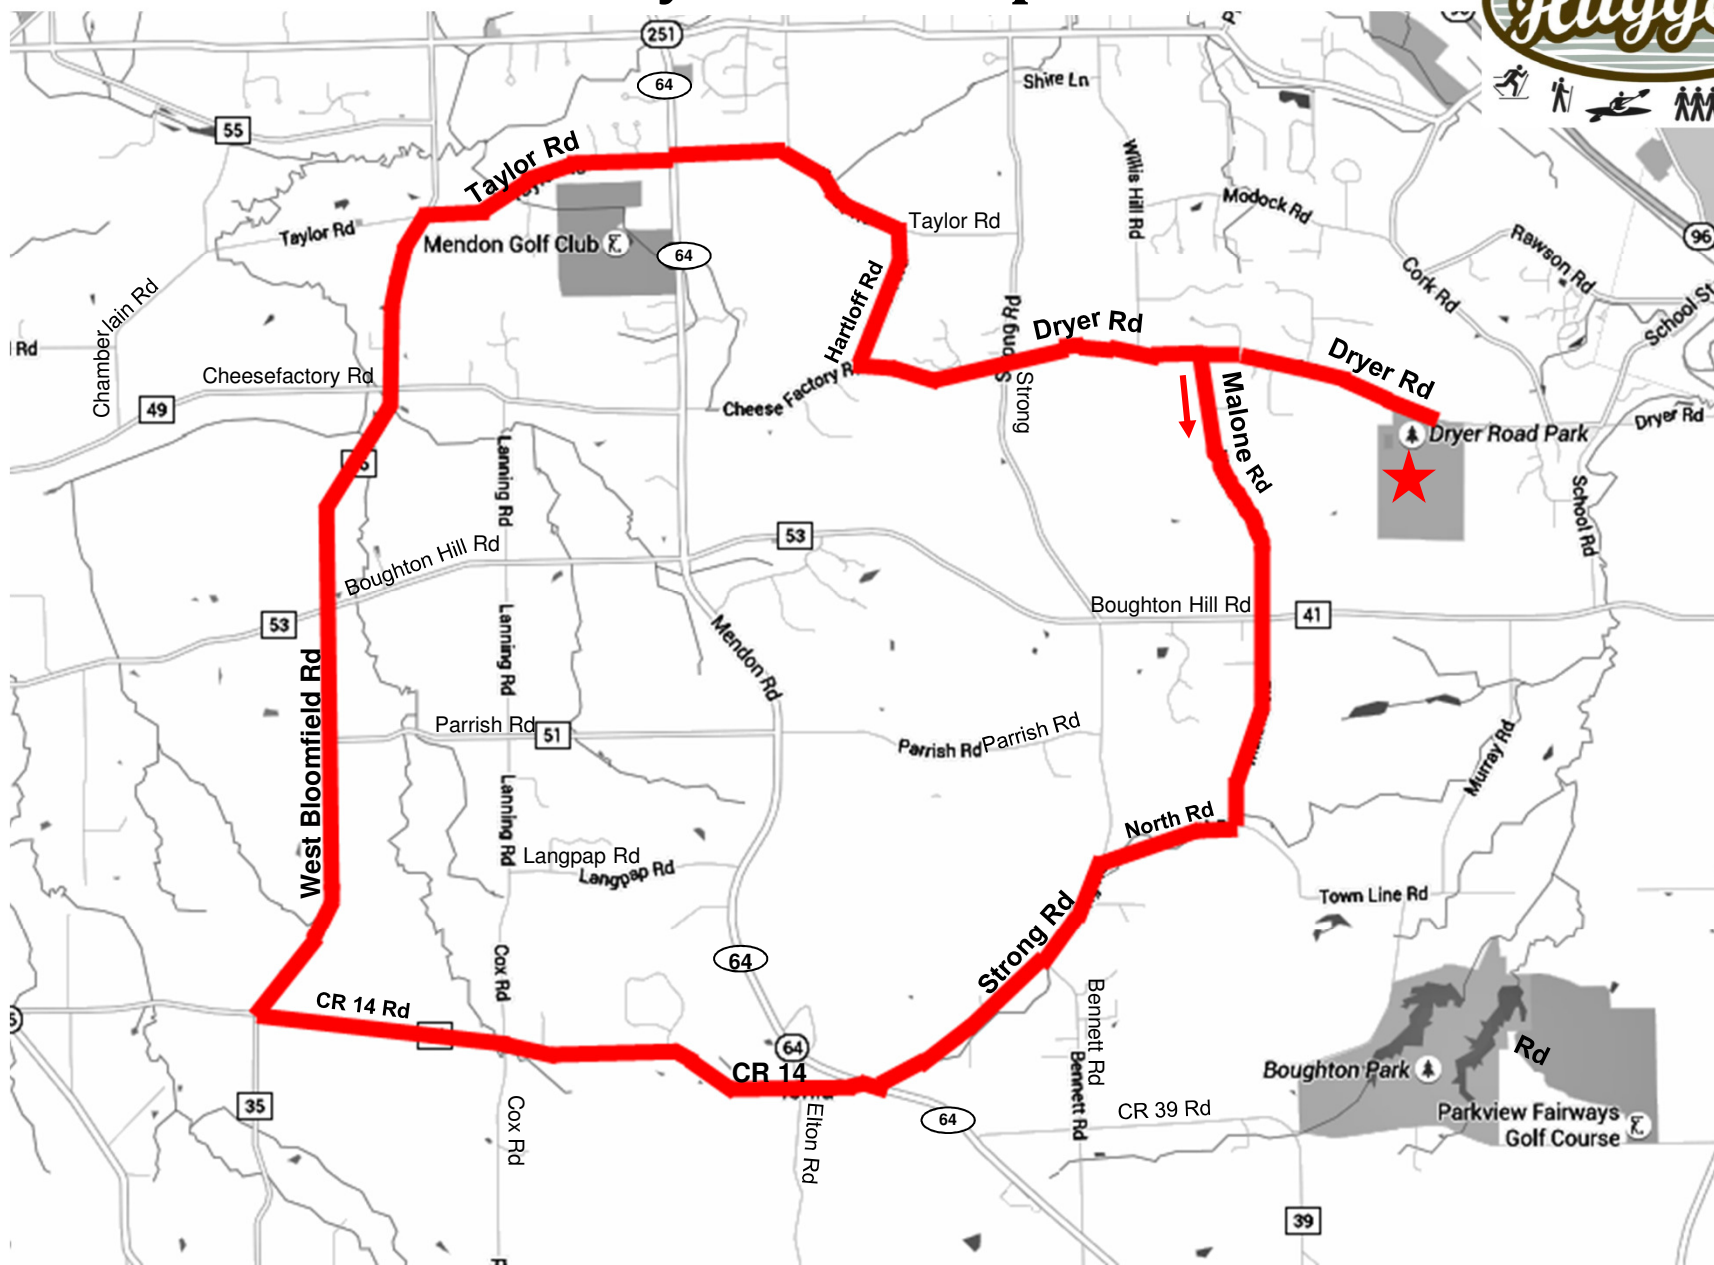 Hugg
251
64
Shire Ln
55
Taylor Rd
Willis Hill Rd
Modock Rd
Taylor Rd
Taylor Rd
Mendon Golf Club
64
96
Rawson Rd
Cork Rd
School St
Chamber lain Rd
Rd
Hartloff Rd
Strong Rd
Dryer Rd
Dryer Rd
Cheesefactory Rd
49
Cheese Factory R
Strong
Malone Rd
Dryer Rd
Dryer Road Park
Lanning Rd
School Rd
Boughton Hill Rd
53
53
Boughton Hill Rd
41
Lanning Rd
Mendon Rd
West Bloomfield Rd
Parrish Rd
51
Parrish Rd
Parrish Rd
Murray Rd
Lanning Rd
North Rd
Langpap Rd
Langpap Rd
Town Line Rd
Strong Rd
Cox Rd
64
CR 14 Rd
Bennett Rd
64
Rd
CR 14
Bennett Rd
Boughton Park
35
Cox Rd
Elton Rd
64
CR 39 Rd
Parkview Fairways
Golf Course
39